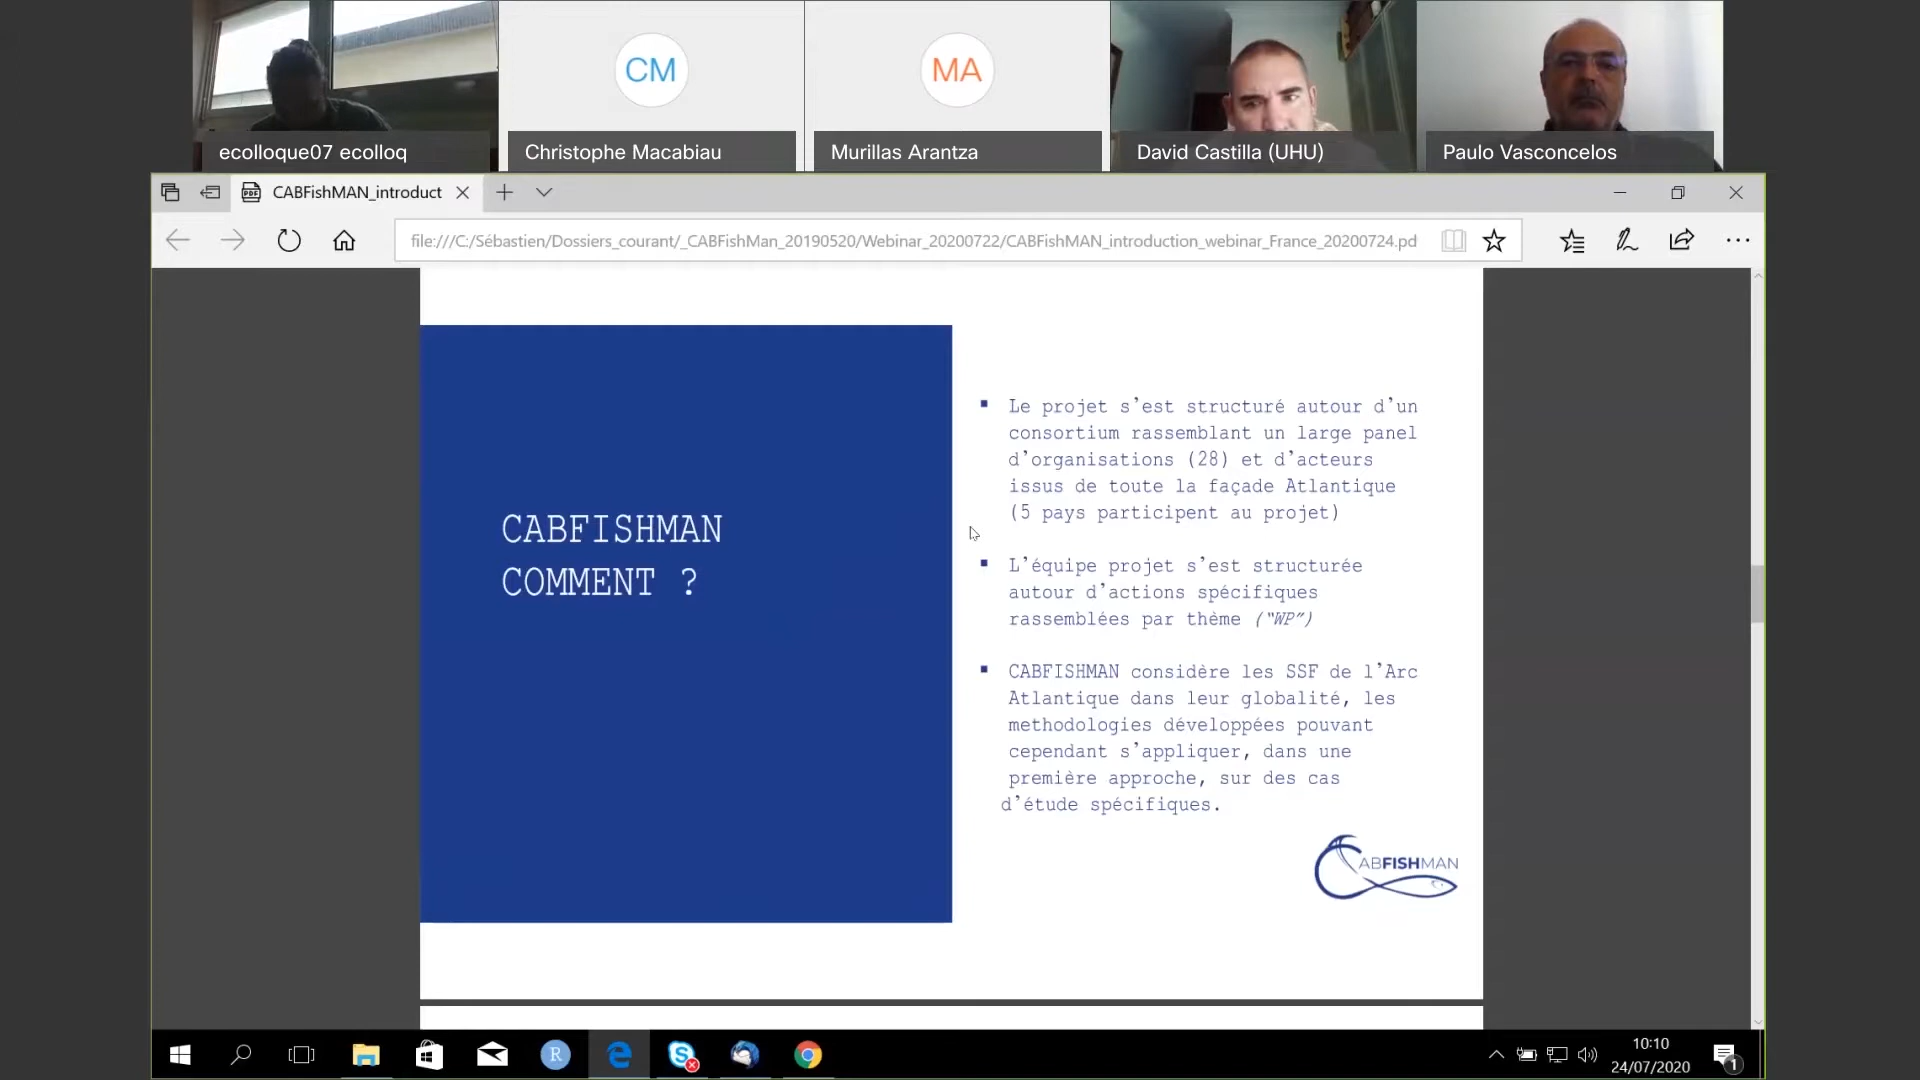 CM
MA
ecolloque07 ecolloq
Christophe Macabiau
Murillas Arantza
David Castilla (UHU)
Paulo Vasconcelos
PDF
CABFishMAN_introduct
file:///C:/Sébastien/Dossiers_courant/_CABFishMan_20190520/Webinar_20200722/CABFishMAN_introduction_webinar_France_20200724.pd
CABFISHMAN
COMMENT ?
▪ Le projet s’est structuré autour d’un
consortium rassemblant un large panel
d’organisations (28) et d’acteurs
issus de toute la façade Atlantique
(5 pays participent au projet)
▪ L’équipe projet s’est structurée
autour d’actions spécifiques
rassemblées par thème (“WP”)
▪ CABFISHMAN considère les SSF de l’Arc
Atlantique dans leur globalité, les
methodologies développées pouvant
cependant s’appliquer, dans une
première approche, sur des cas
d’étude spécifiques.
CABFISHMAN
R
10:10
24/07/2020
1